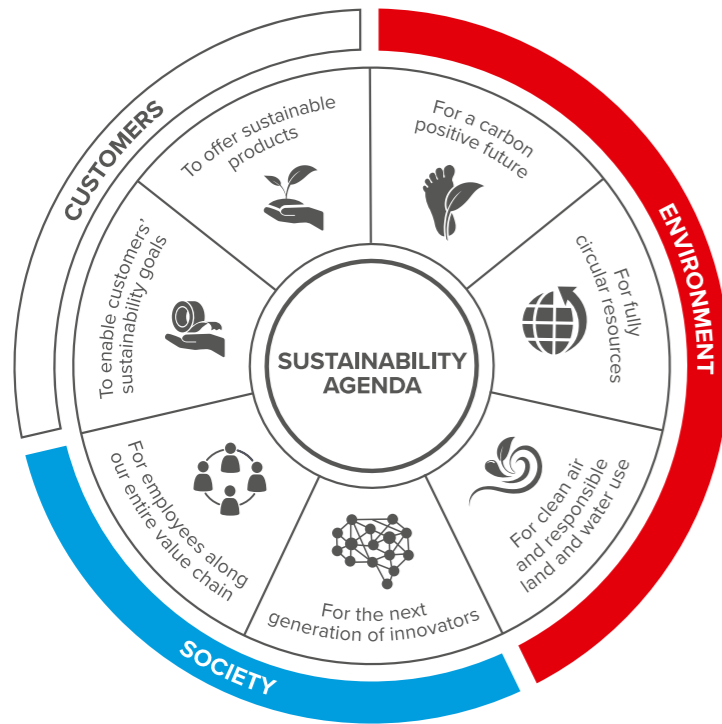 SUSTAINABILITY
AGENDA
CUSTOMERS
To offer sustainable
products
To enable customers’
sustainability goals
ENVIRONMENT
For a carbon
positive future
For fully
circular resources
For clean air
and responsible
land and water use
SOCIETY
For the next
generation of innovators
For employees along
our entire value chain